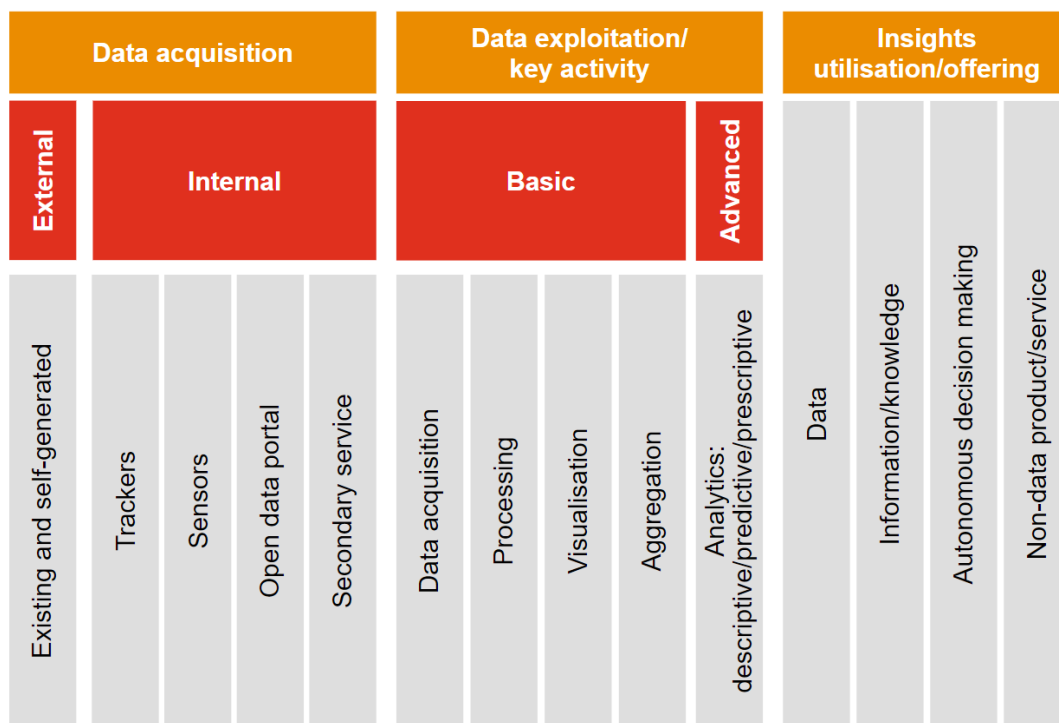 Data acquisition
Data exploitation/
key activity
Insights
utilisation/offering
External
Internal
Basic
Advanced
Existing and self-generated
Trackers
Sensors
Open data portal
Secondary service
Data acquisition
Processing
Visualisation
Aggregation
Analytics:
descriptive/predictive/prescriptive
Data
Information/knowledge
Autonomous decision making
Non-data product/service